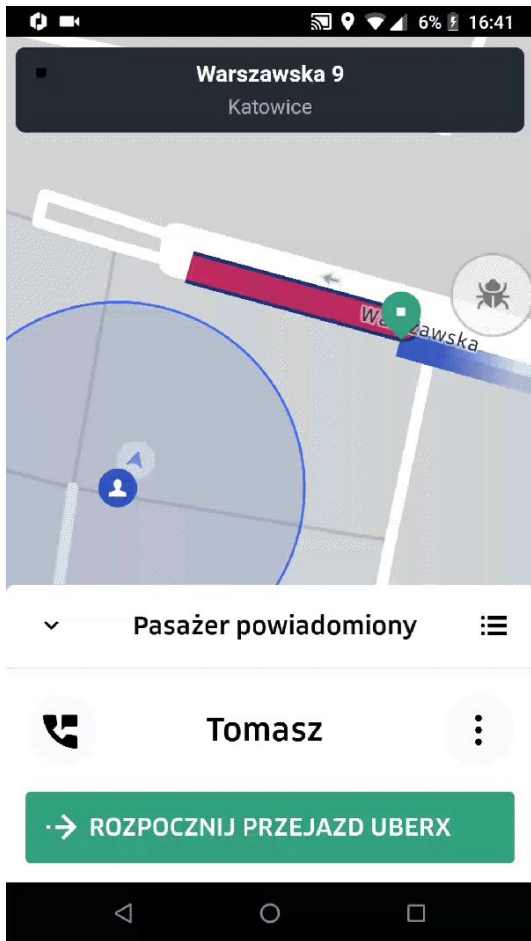 6% 16:41
Warszawska 9
Katowice
Warszawska
Pasażer powiadomiony
Tomasz
ROZPOCZNIJ PRZEJAZD UBERX